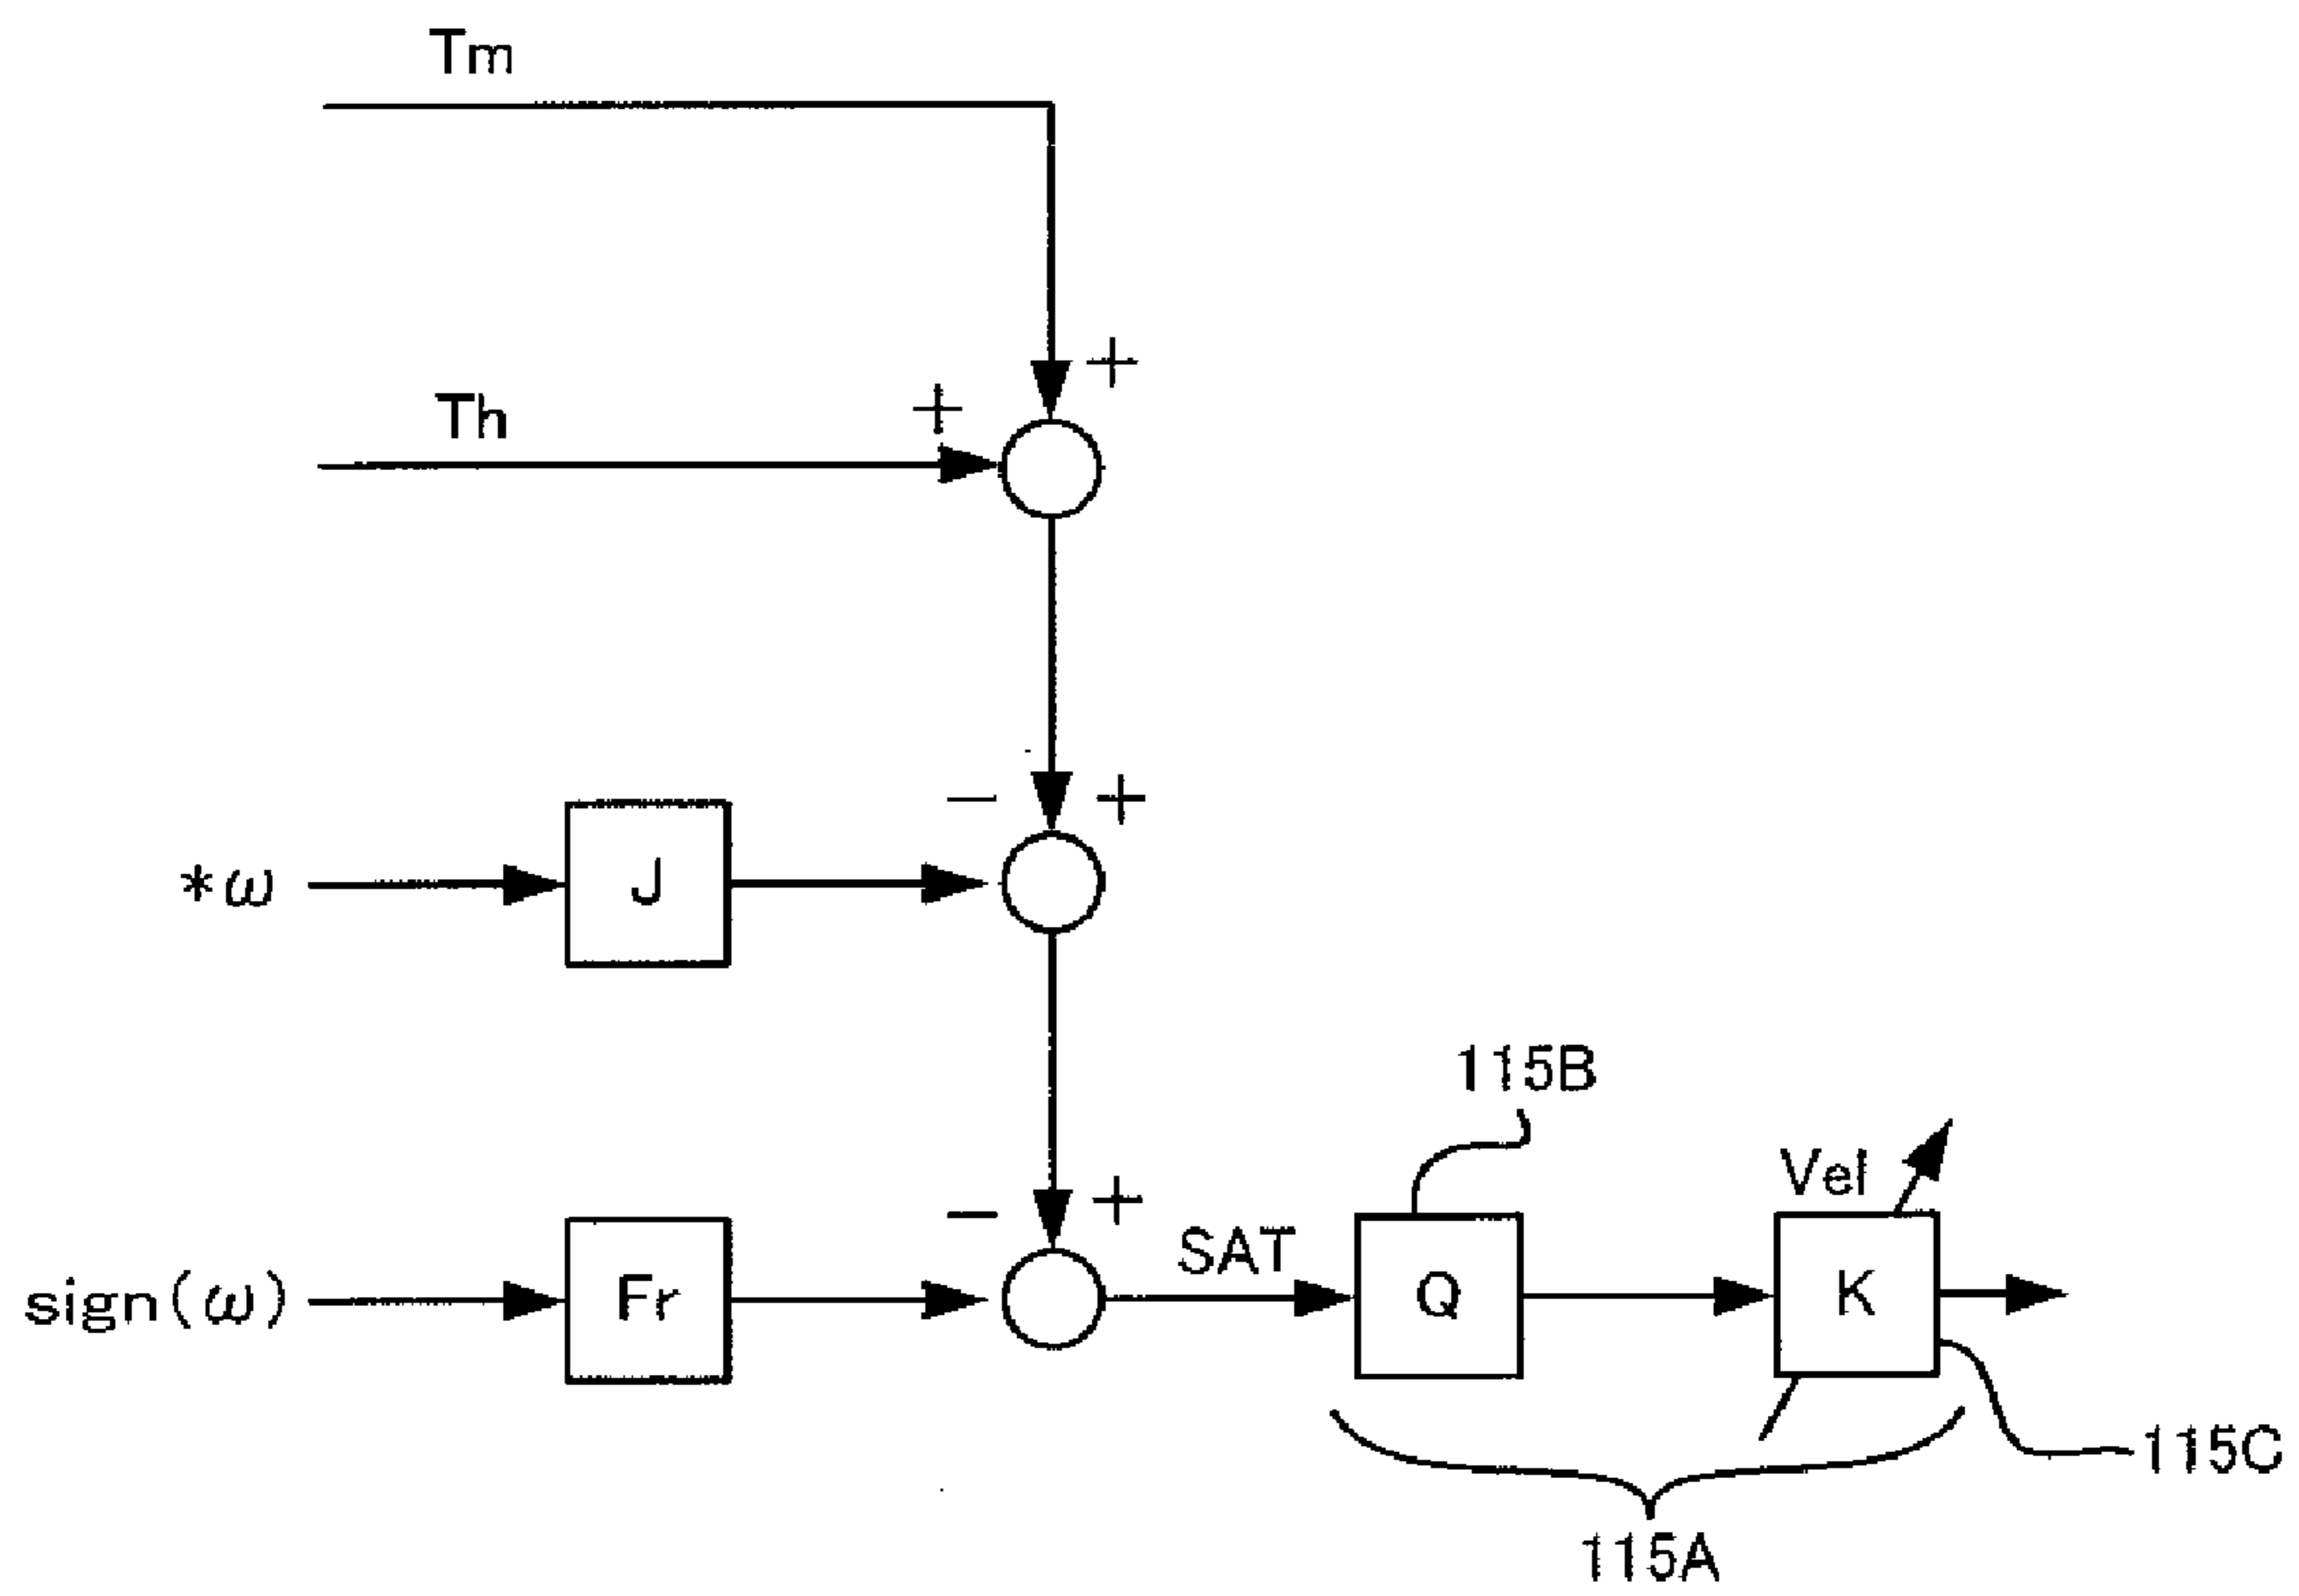 Tm
+
Th
+
− +
*ω
J
115B
− +
Vel
SAT
sign(ω)
Fr
Q
K
115C
115A